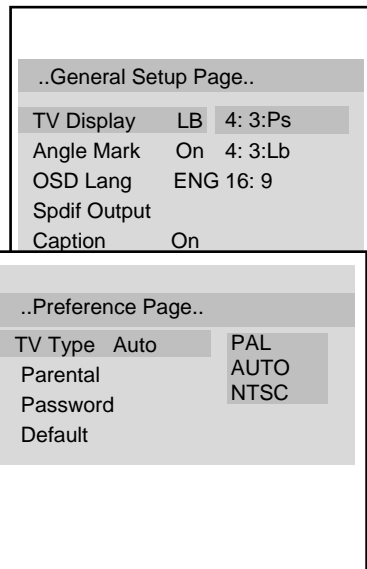 ..General Setup Page..
TV Display LB 4: 3:Ps
Angle Mark On 4: 3:Lb
OSD Lang ENG 16: 9
Spdif Output
Caption On
..Preference Page..
TV Type Auto PAL
Parental AUTO
Password NTSC
Default